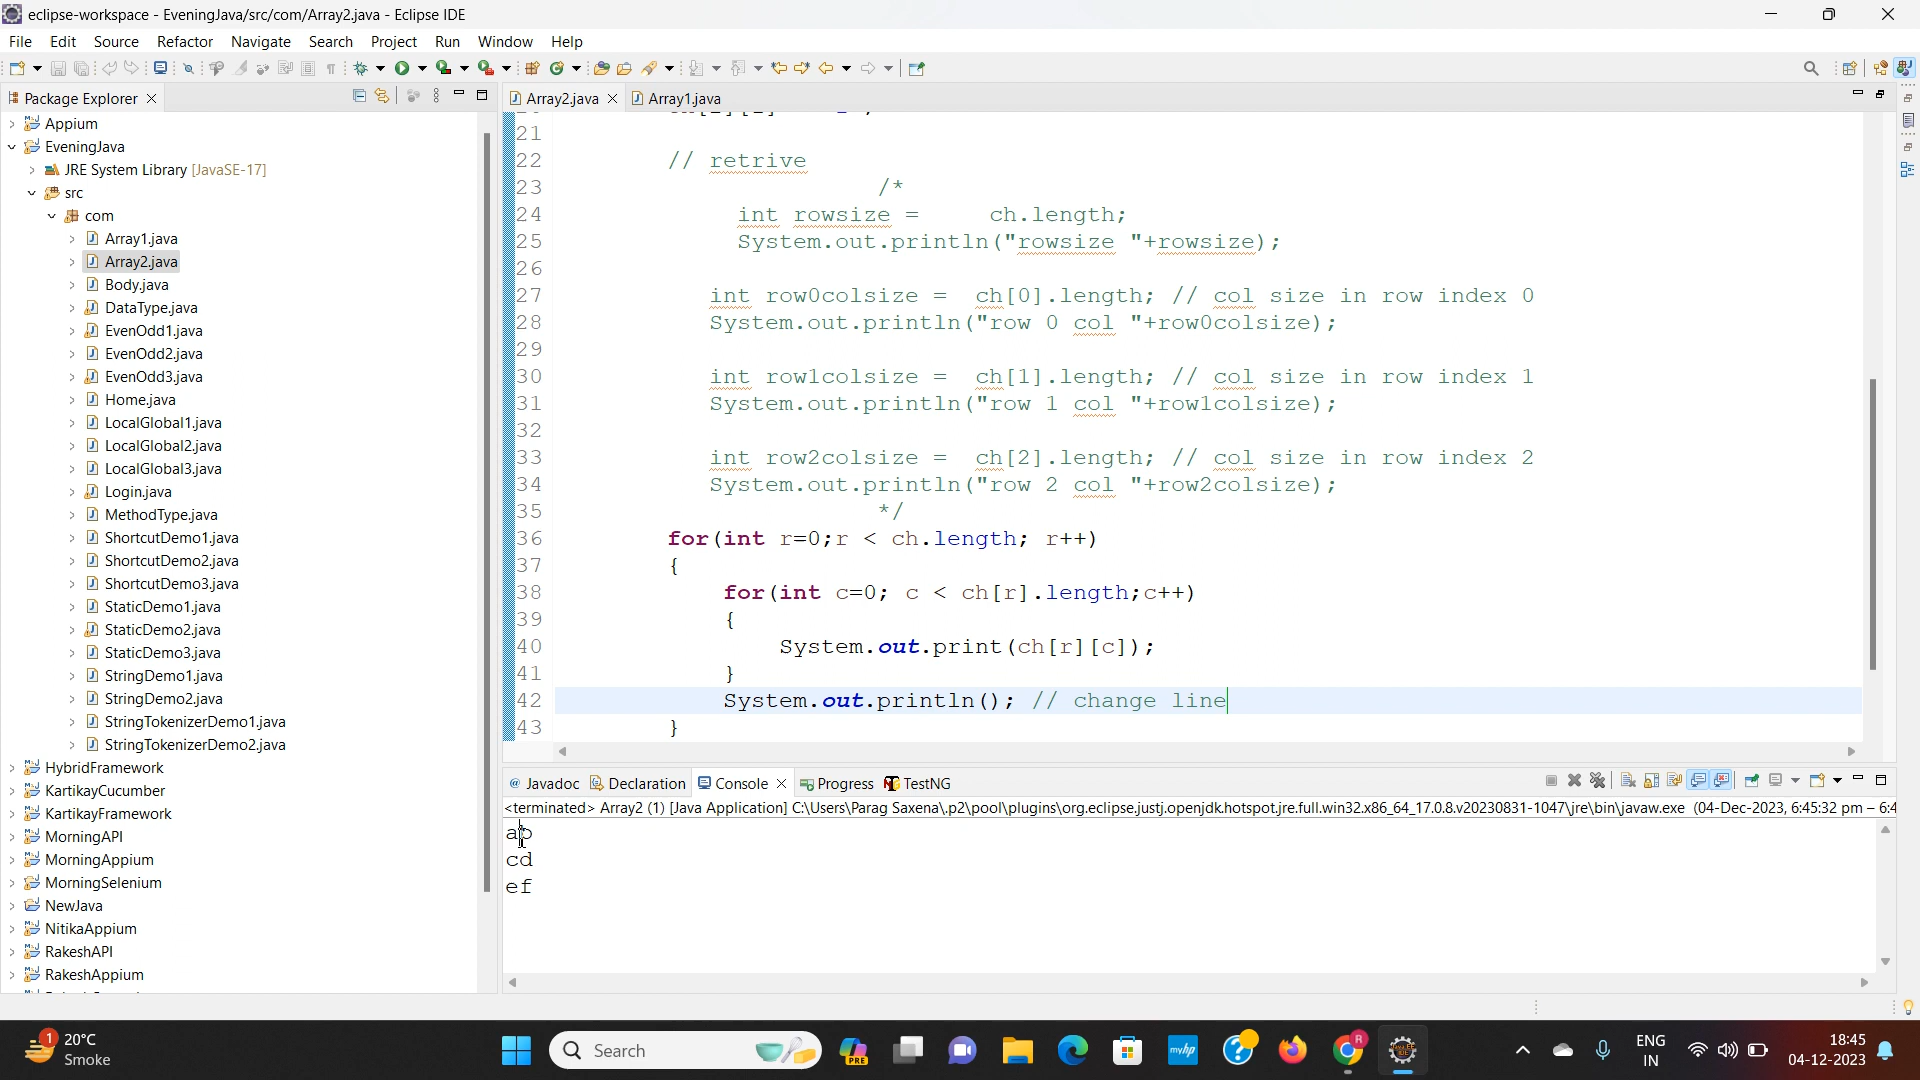 eclipse-workspace - EveningJava/src/com/Array2.java - Eclipse IDE
File Edit Source Refactor Navigate Search Project Run Window Help
Package Explorer
Array2.java Array1.java
Appium
EveningJava
JRE System Library [JavaSE-17]
src
com
Array1.java
Array2.java
Body.java
DataType.java
EvenOdd1.java
EvenOdd2.java
EvenOdd3.java
Home.java
LocalGlobal1.java
LocalGlobal2.java
LocalGlobal3.java
Login.java
MethodType.java
ShortcutDemo1.java
ShortcutDemo2.java
ShortcutDemo3.java
StaticDemo1.java
StaticDemo2.java
StaticDemo3.java
StringDemo1.java
StringDemo2.java
StringTokenizerDemo1.java
StringTokenizerDemo2.java
HybridFramework
KartikayCucumber
KartikayFramework
MorningAPI
MorningAppium
MorningSelenium
NewJava
NitikaAppium
RakeshAPI
RakeshAppium
21
22 // retrive
23 /*
24 int rowsize = ch.length;
25 System.out.println("rowsize "+rowsize);
26
27 int row0colsize = ch[0].length; // col size in row index 0
28 System.out.println("row 0 col "+row0colsize);
29
30 int row1colsize = ch[1].length; // col size in row index 1
31 System.out.println("row 1 col "+row1colsize);
32
33 int row2colsize = ch[2].length; // col size in row index 2
34 System.out.println("row 2 col "+row2colsize);
35 */
36 for(int r=0;r < ch.length; r++)
37 {
38 for(int c=0; c < ch[r].length;c++)
39 {
40 System.out.print(ch[r][c]);
41 }
42 System.out.println(); // change line
43 }
@ Javadoc Declaration Console Progress TestNG
<terminated> Array2 (1) [Java Application] C:\Users\Parag Saxena\.p2\pool\plugins\org.eclipse.justj.openjdk.hotspot.jre.full.win32.x86_64_17.0.8.v20230831-1047\jre\bin\javaw.exe (04-Dec-2023, 6:45:32 pm – 6:4
ab
cd
ef
1
20°C
Smoke
Search
PRE
myhp
R
ENG
IN
18:45
04-12-2023